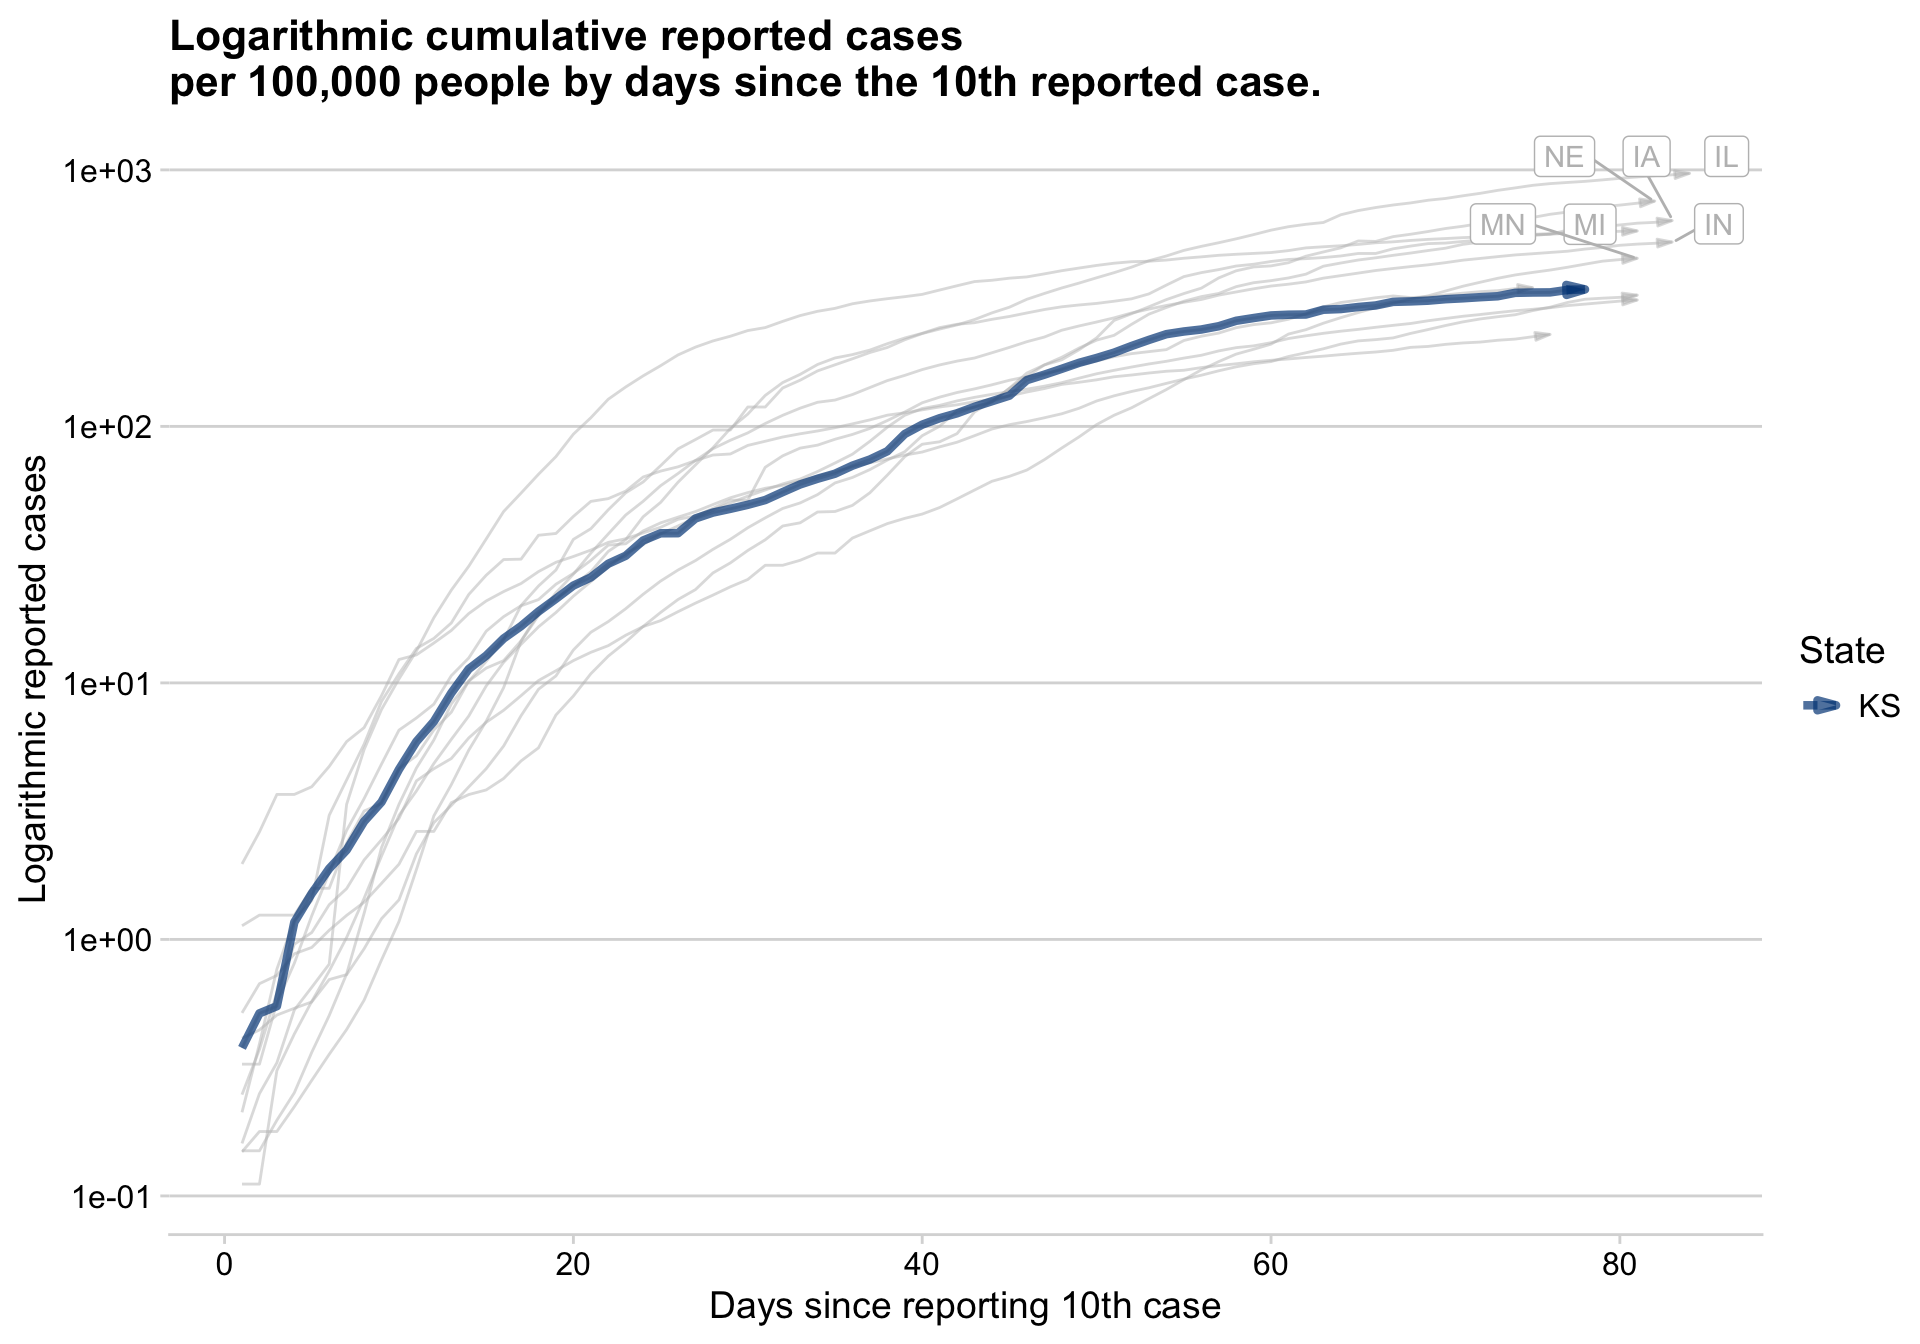 Logarithmic cumulative reported cases
per 100,000 people by days since the 10th reported case.
1e+03
1e+02
1e+01
1e+00
1e-01
Logarithmic reported cases
NE IA IL
MN MI IN
State
KS
0 20 40 60 80
Days since reporting 10th case